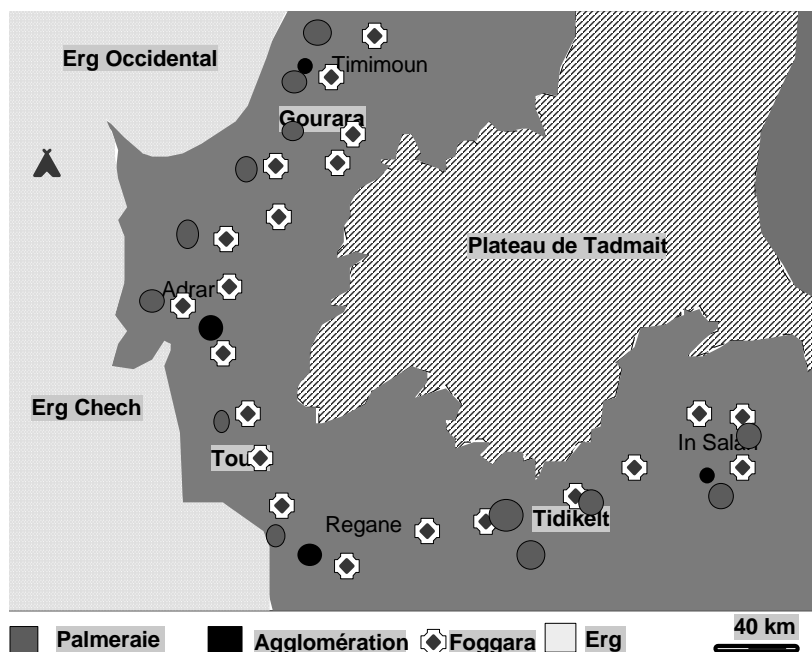 Erg Occidental
Timimoun
Gourara
Plateau de Tadmait
Adrar
Erg Chech
In Salah
Regane
Tidikelt
40 km
Palmeraie
Agglomération
Foggara
Erg